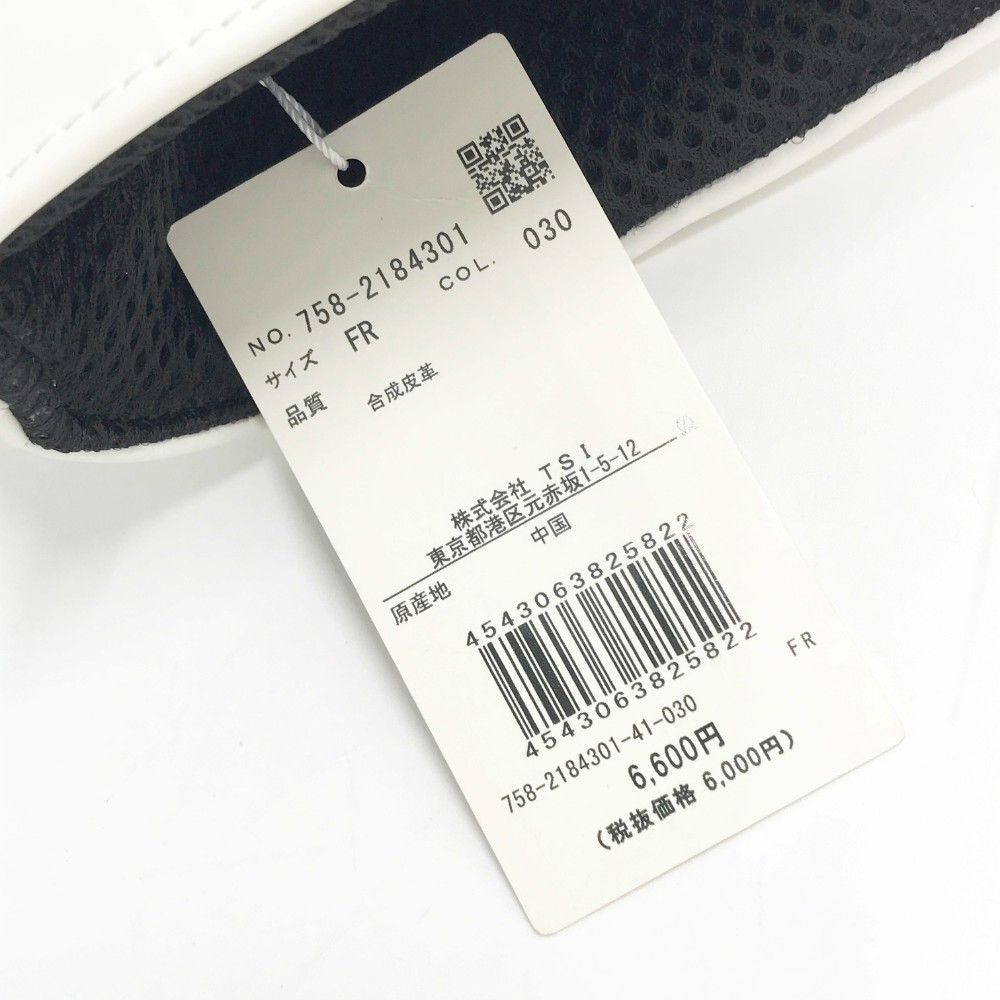 NO. 758-2184301
COL. 030
サイズ FR
品質 合成皮革
株式会社 TSI
東京都港区元赤坂1-5-12
原産地 中国
4543063825822
4543063825822
758-2184301-41-030 FR
6,600円
(税抜価格 6,000円)